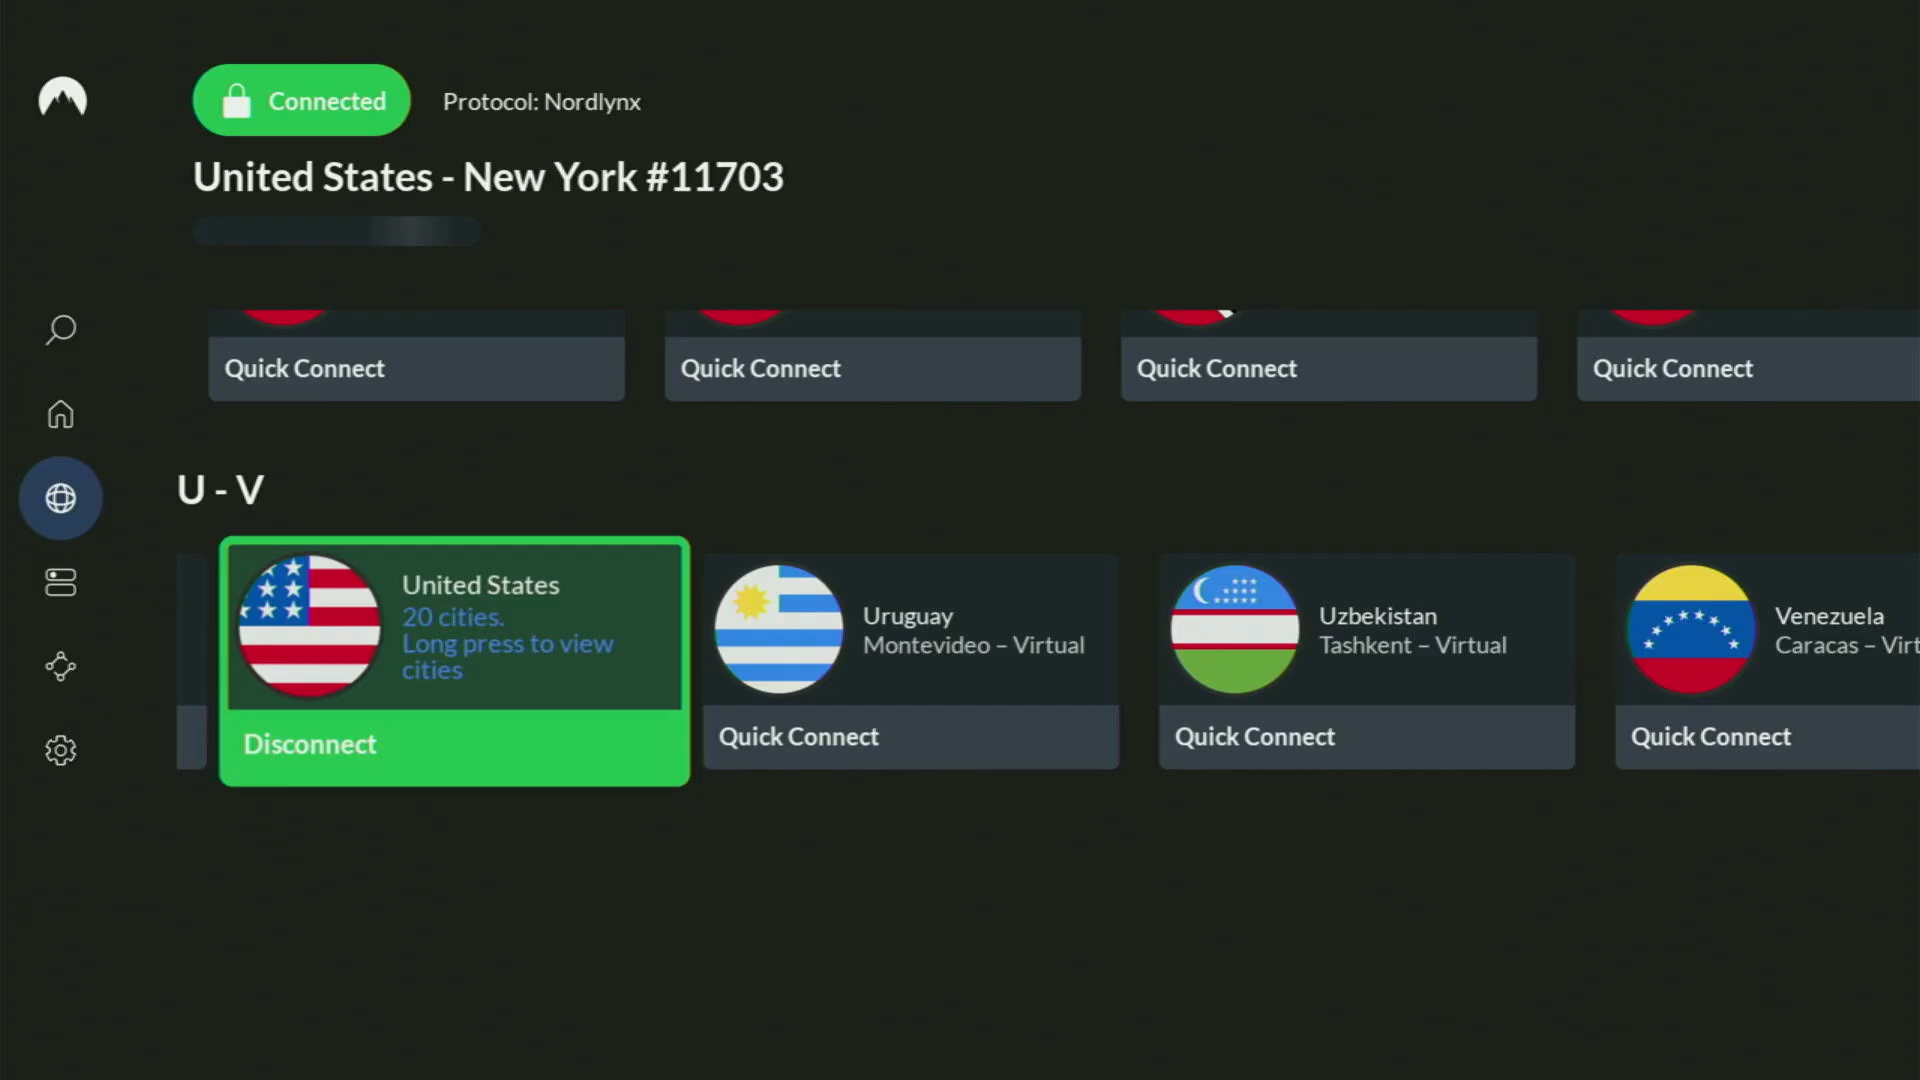 Connected
Protocol: Nordlynx
United States - New York #11703
Quick Connect
Quick Connect
Quick Connect
Quick Connect
U - V
United States
20 cities.
Long press to view
cities
Disconnect
Uruguay
Montevideo – Virtual
Quick Connect
Uzbekistan
Tashkent – Virtual
Quick Connect
Venezuela
Caracas – Virt
Quick Connect